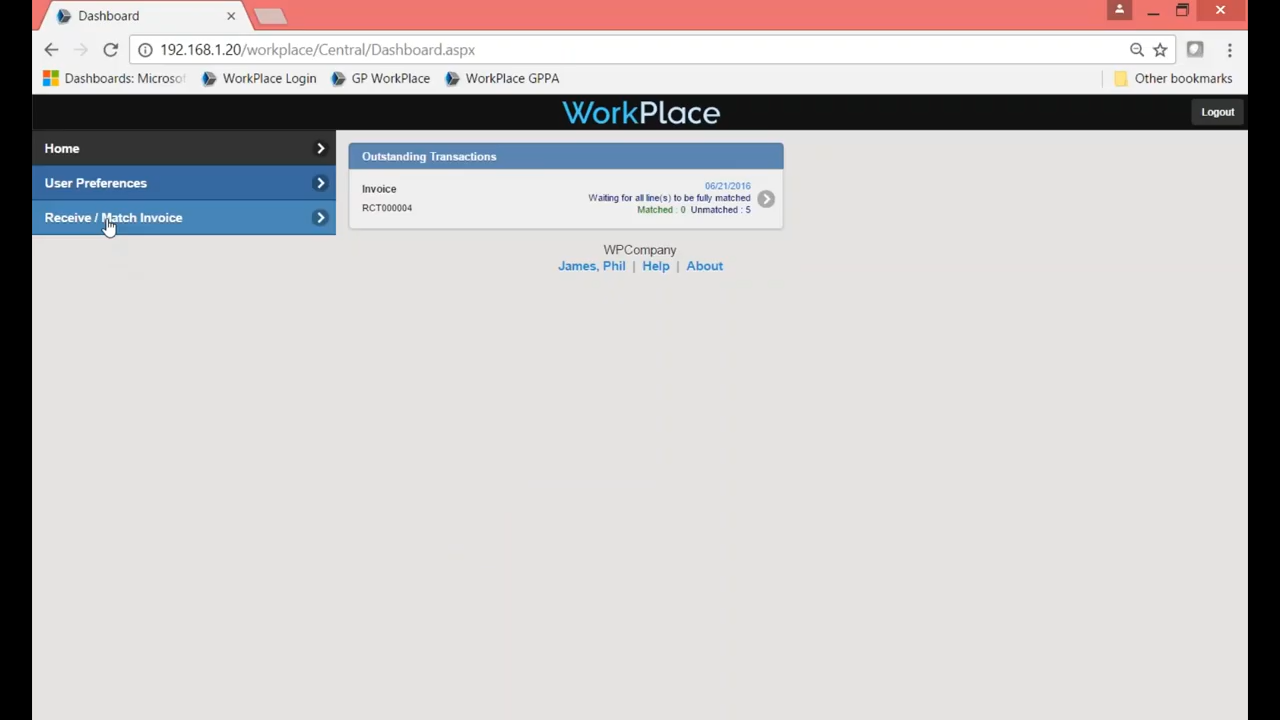 Dashboard
192.168.1.20/workplace/Central/Dashboard.aspx
Dashboards: Microsof WorkPlace Login GP WorkPlace WorkPlace GPPA Other bookmarks
WorkPlace
Logout
Home
User Preferences
Receive / Match Invoice
Outstanding Transactions
Invoice
RCT000004
06/21/2016
Waiting for all line(s) to be fully matched
Matched : 0 Unmatched : 5
WPCompany
James, Phil | Help | About